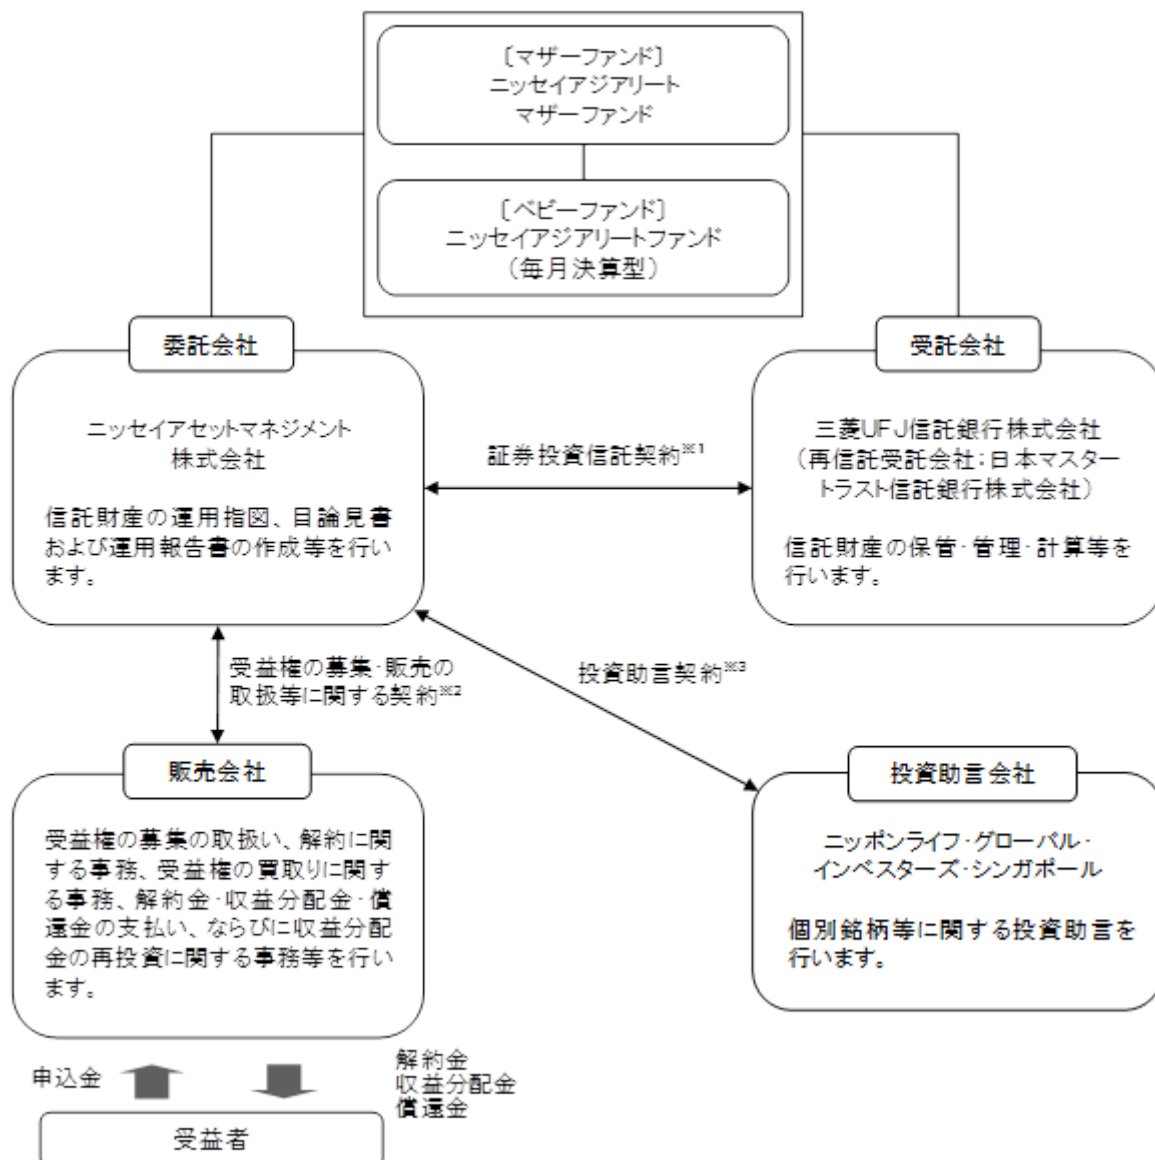 〔マザーファンド〕
ニッセイアジアリート
マザーファンド
〔ベビーファンド〕
ニッセイアジアリートファンド
（毎月決算型）
委託会社
ニッセイアセットマネジメント
株式会社
信託財産の運用指図、目論見書
および運用報告書の作成等を行い
ます。
証券投資信託契約※1
受託会社
三菱UFJ信託銀行株式会社
（再信託受託会社：日本マスター
トラスト信託銀行株式会社）
信託財産の保管・管理・計算等を
行います。
受益権の募集・販売の
取扱等に関する契約※2
投資助言契約※3
販売会社
受益権の募集の取扱い、解約に関
する事務、受益権の買取りに関す
る事務、解約金・収益分配金・償
還金の支払い、ならびに収益分配
金の再投資に関する事務等を行い
ます。
投資助言会社
ニッポンライフ・グローバル・
インベスターズ・シンガポール
個別銘柄等に関する投資助言を
行います。
申込金
解約金
収益分配金
償還金
受益者